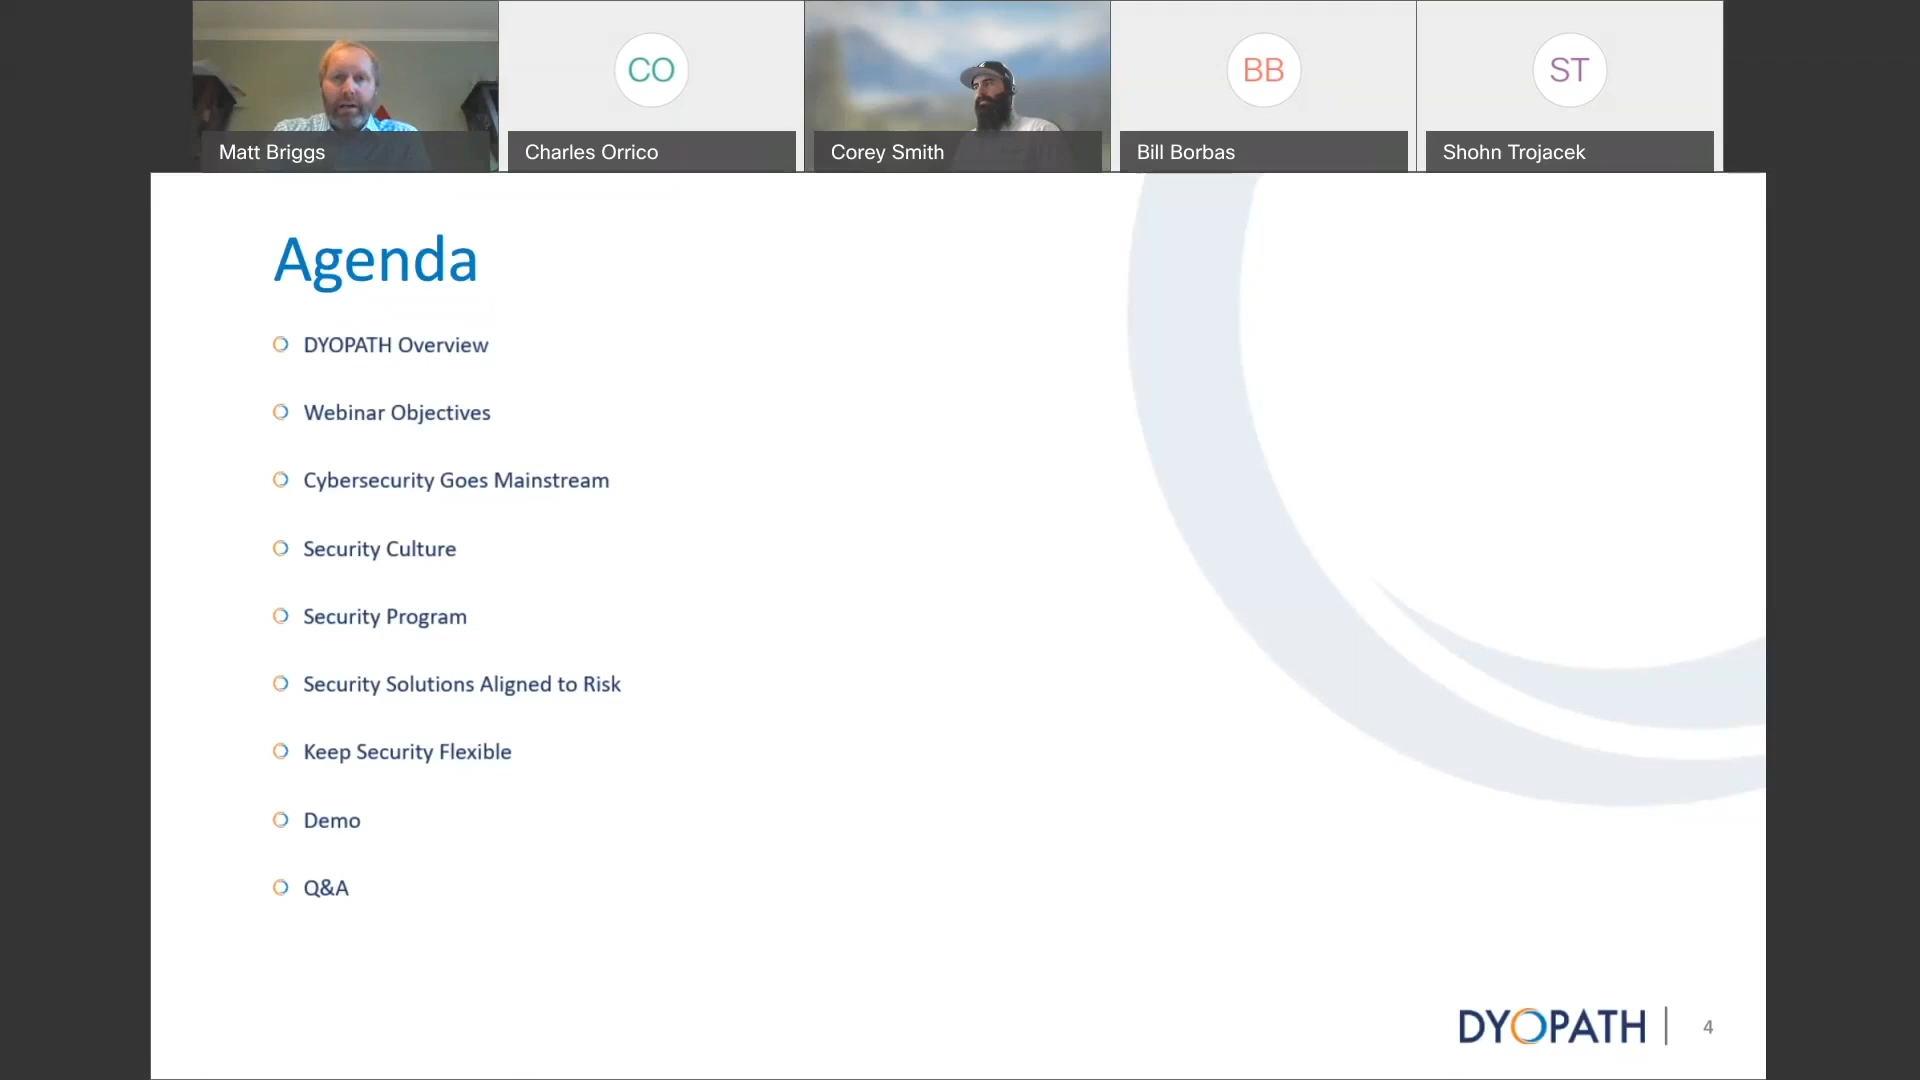 CO
BB
ST
Matt Briggs
Charles Orrico
Corey Smith
Bill Borbas
Shohn Trojacek
Agenda
DYOPATH Overview
Webinar Objectives
Cybersecurity Goes Mainstream
Security Culture
Security Program
Security Solutions Aligned to Risk
Keep Security Flexible
Demo
Q&A
DYOPATH
4